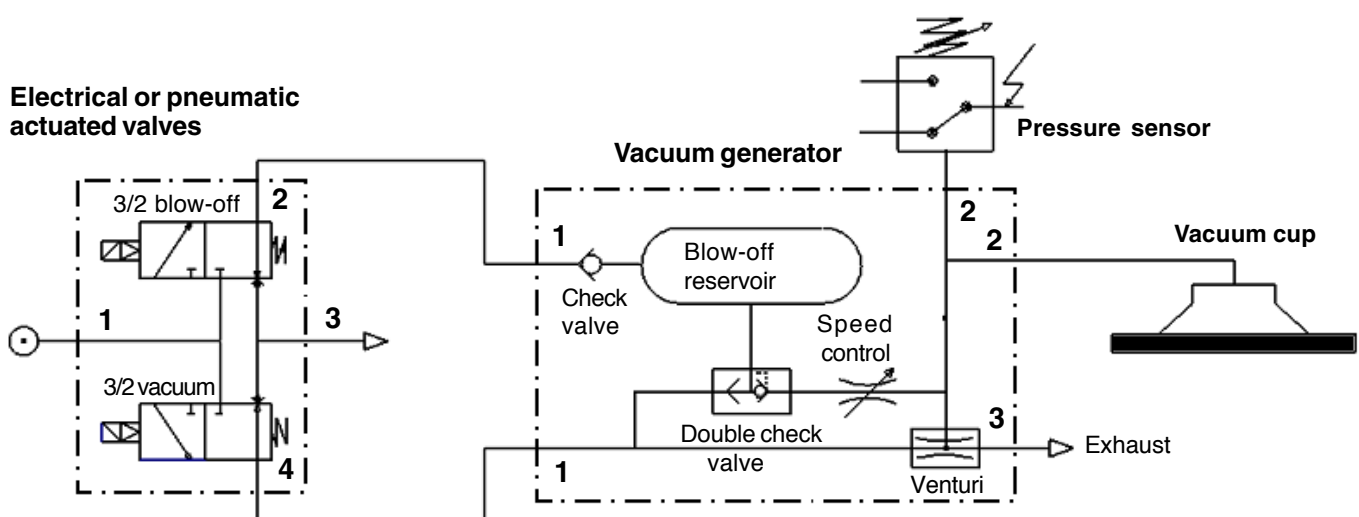 Electrical or pneumatic
actuated valves
3/2 blow-off
2
1
3
3/2 vacuum
4
Vacuum generator
1
Check
valve
Blow-off
reservoir
Speed
control
Double check
valve
1
2
2
3
Venturi
Exhaust
Pressure sensor
Vacuum cup